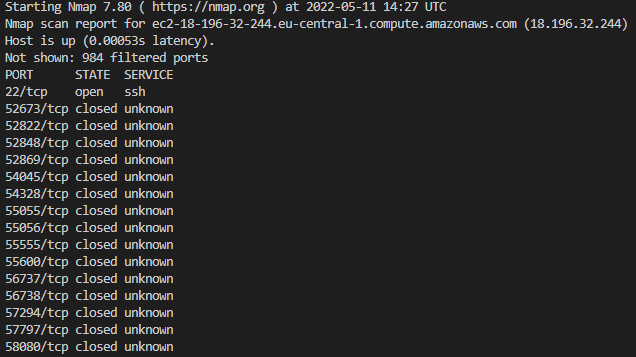 Starting Nmap 7.80 ( https://nmap.org ) at 2022-05-11 14:27 UTC
Nmap scan report for ec2-18-196-32-244.eu-central-1.compute.amazonaws.com (18.196.32.244)
Host is up (0.00053s latency).
Not shown: 984 filtered ports
PORT      STATE  SERVICE
22/tcp    open   ssh
52673/tcp closed unknown
52822/tcp closed unknown
52848/tcp closed unknown
52869/tcp closed unknown
54045/tcp closed unknown
54328/tcp closed unknown
55055/tcp closed unknown
55056/tcp closed unknown
55555/tcp closed unknown
55600/tcp closed unknown
56737/tcp closed unknown
56738/tcp closed unknown
57294/tcp closed unknown
57797/tcp closed unknown
58080/tcp closed unknown